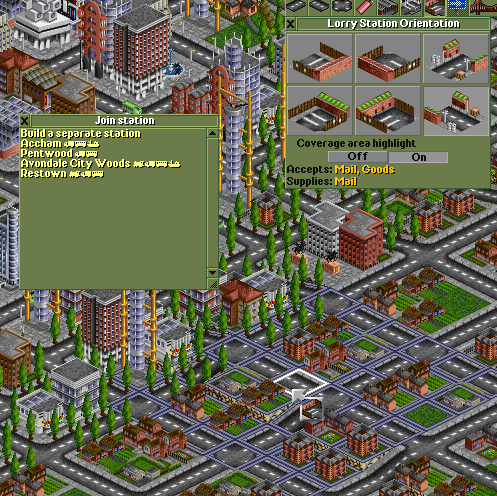 Lorry Station Orientation
Coverage area highlight
Off
On
Accepts: Mail, Goods
Supplies: Mail
Join station
Build a separate station
Accham
Pentwood
Avondale City Woods
Restown